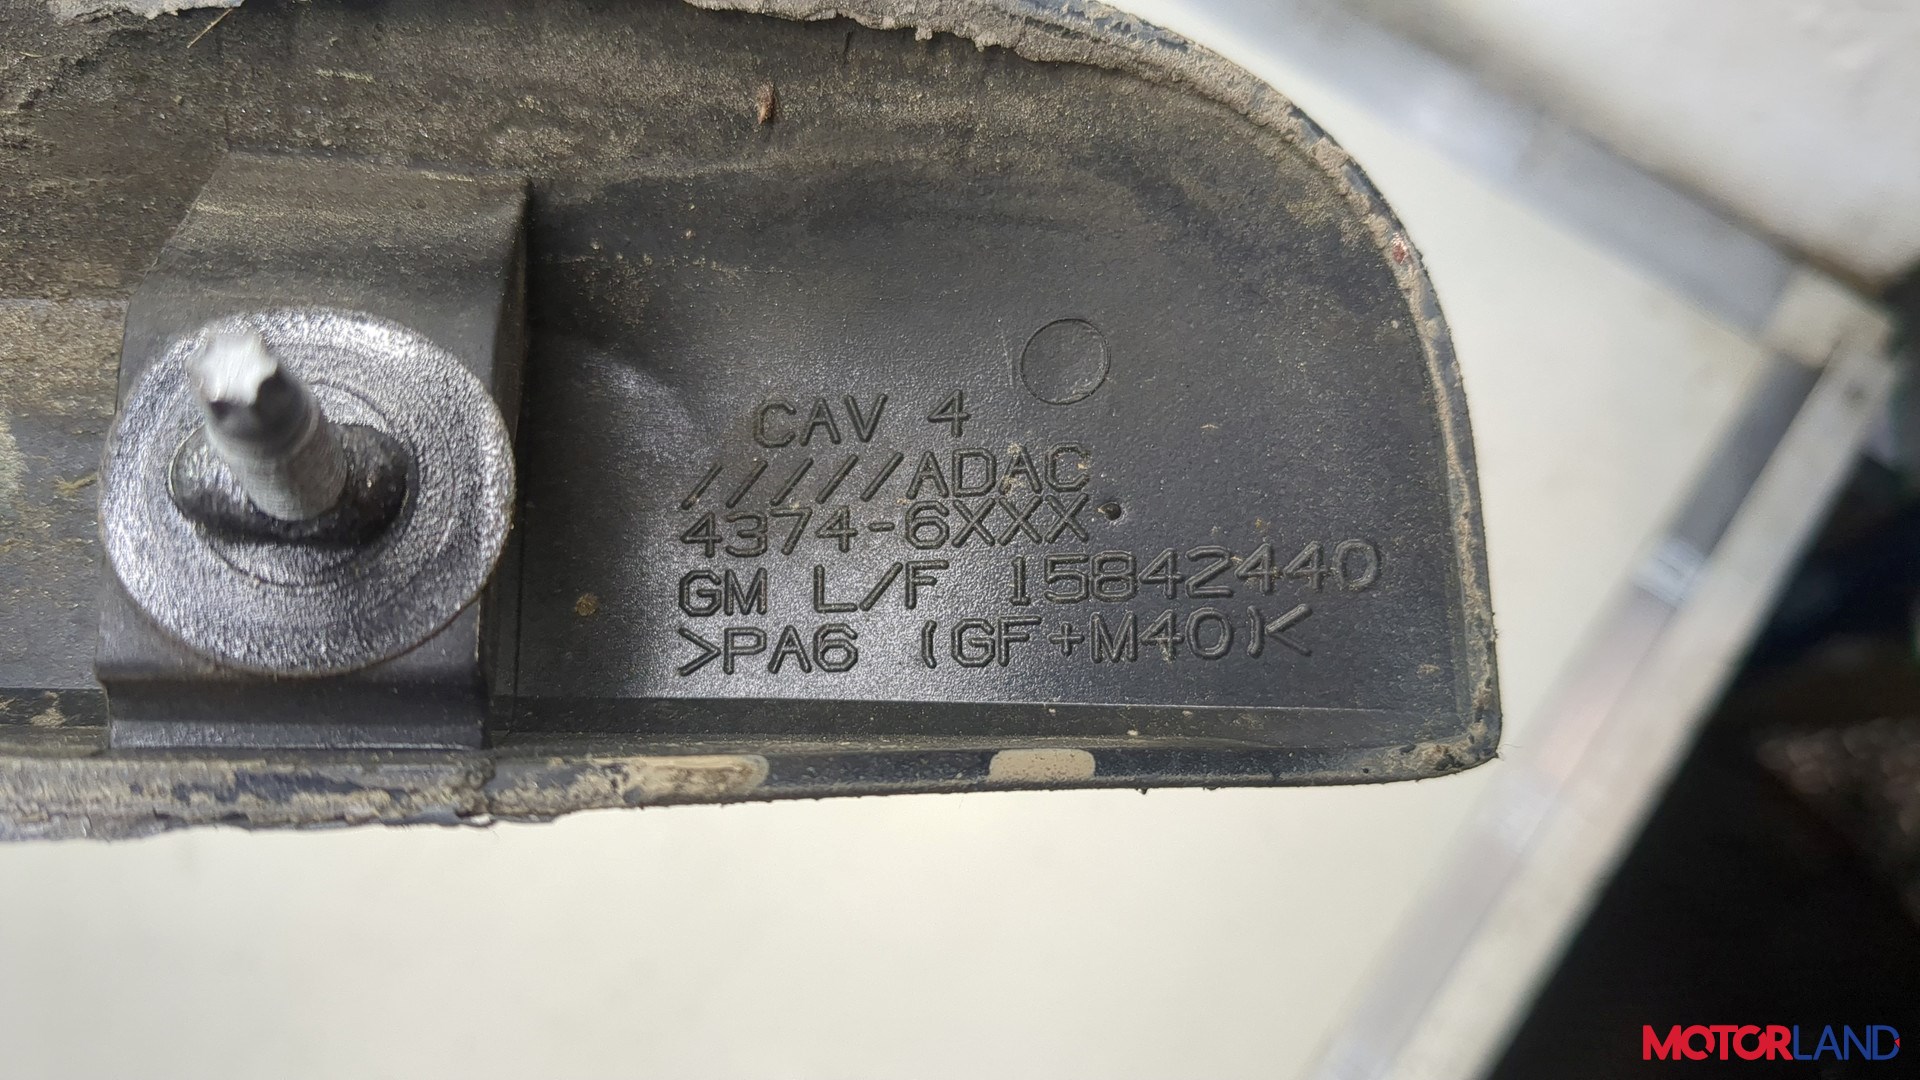 CAV 4
/////ADAC
4374-6XXX
GM L/F 15842440
>PA6 (GF+M40)<
MOTORLAND